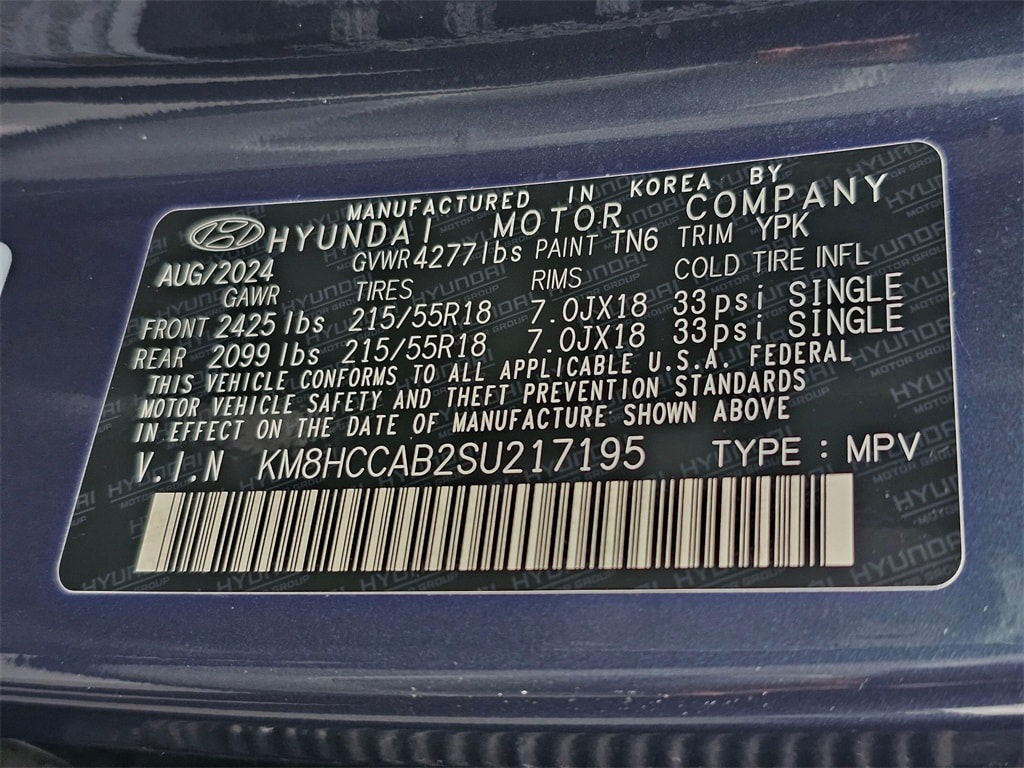 MANUFACTURED IN KOREA BY
HYUNDAI MOTOR COMPANY
AUG/2024 GVWR 4277lbs PAINT TN6 TRIM YPK
GAWR TIRES RIMS COLD TIRE INFL
FRONT 2425 lbs 215/55R18 7.0JX18 33psi SINGLE
REAR 2099 lbs 215/55R18 7.0JX18 33psi SINGLE
THIS VEHICLE CONFORMS TO ALL APPLICABLE U.S.A. FEDERAL
MOTOR VEHICLE SAFETY AND THEFT PREVENTION STANDARDS
IN EFFECT ON THE DATE OF MANUFACTURE SHOWN ABOVE
V.I.N KM8HCCAB2SU217195 TYPE : MPV